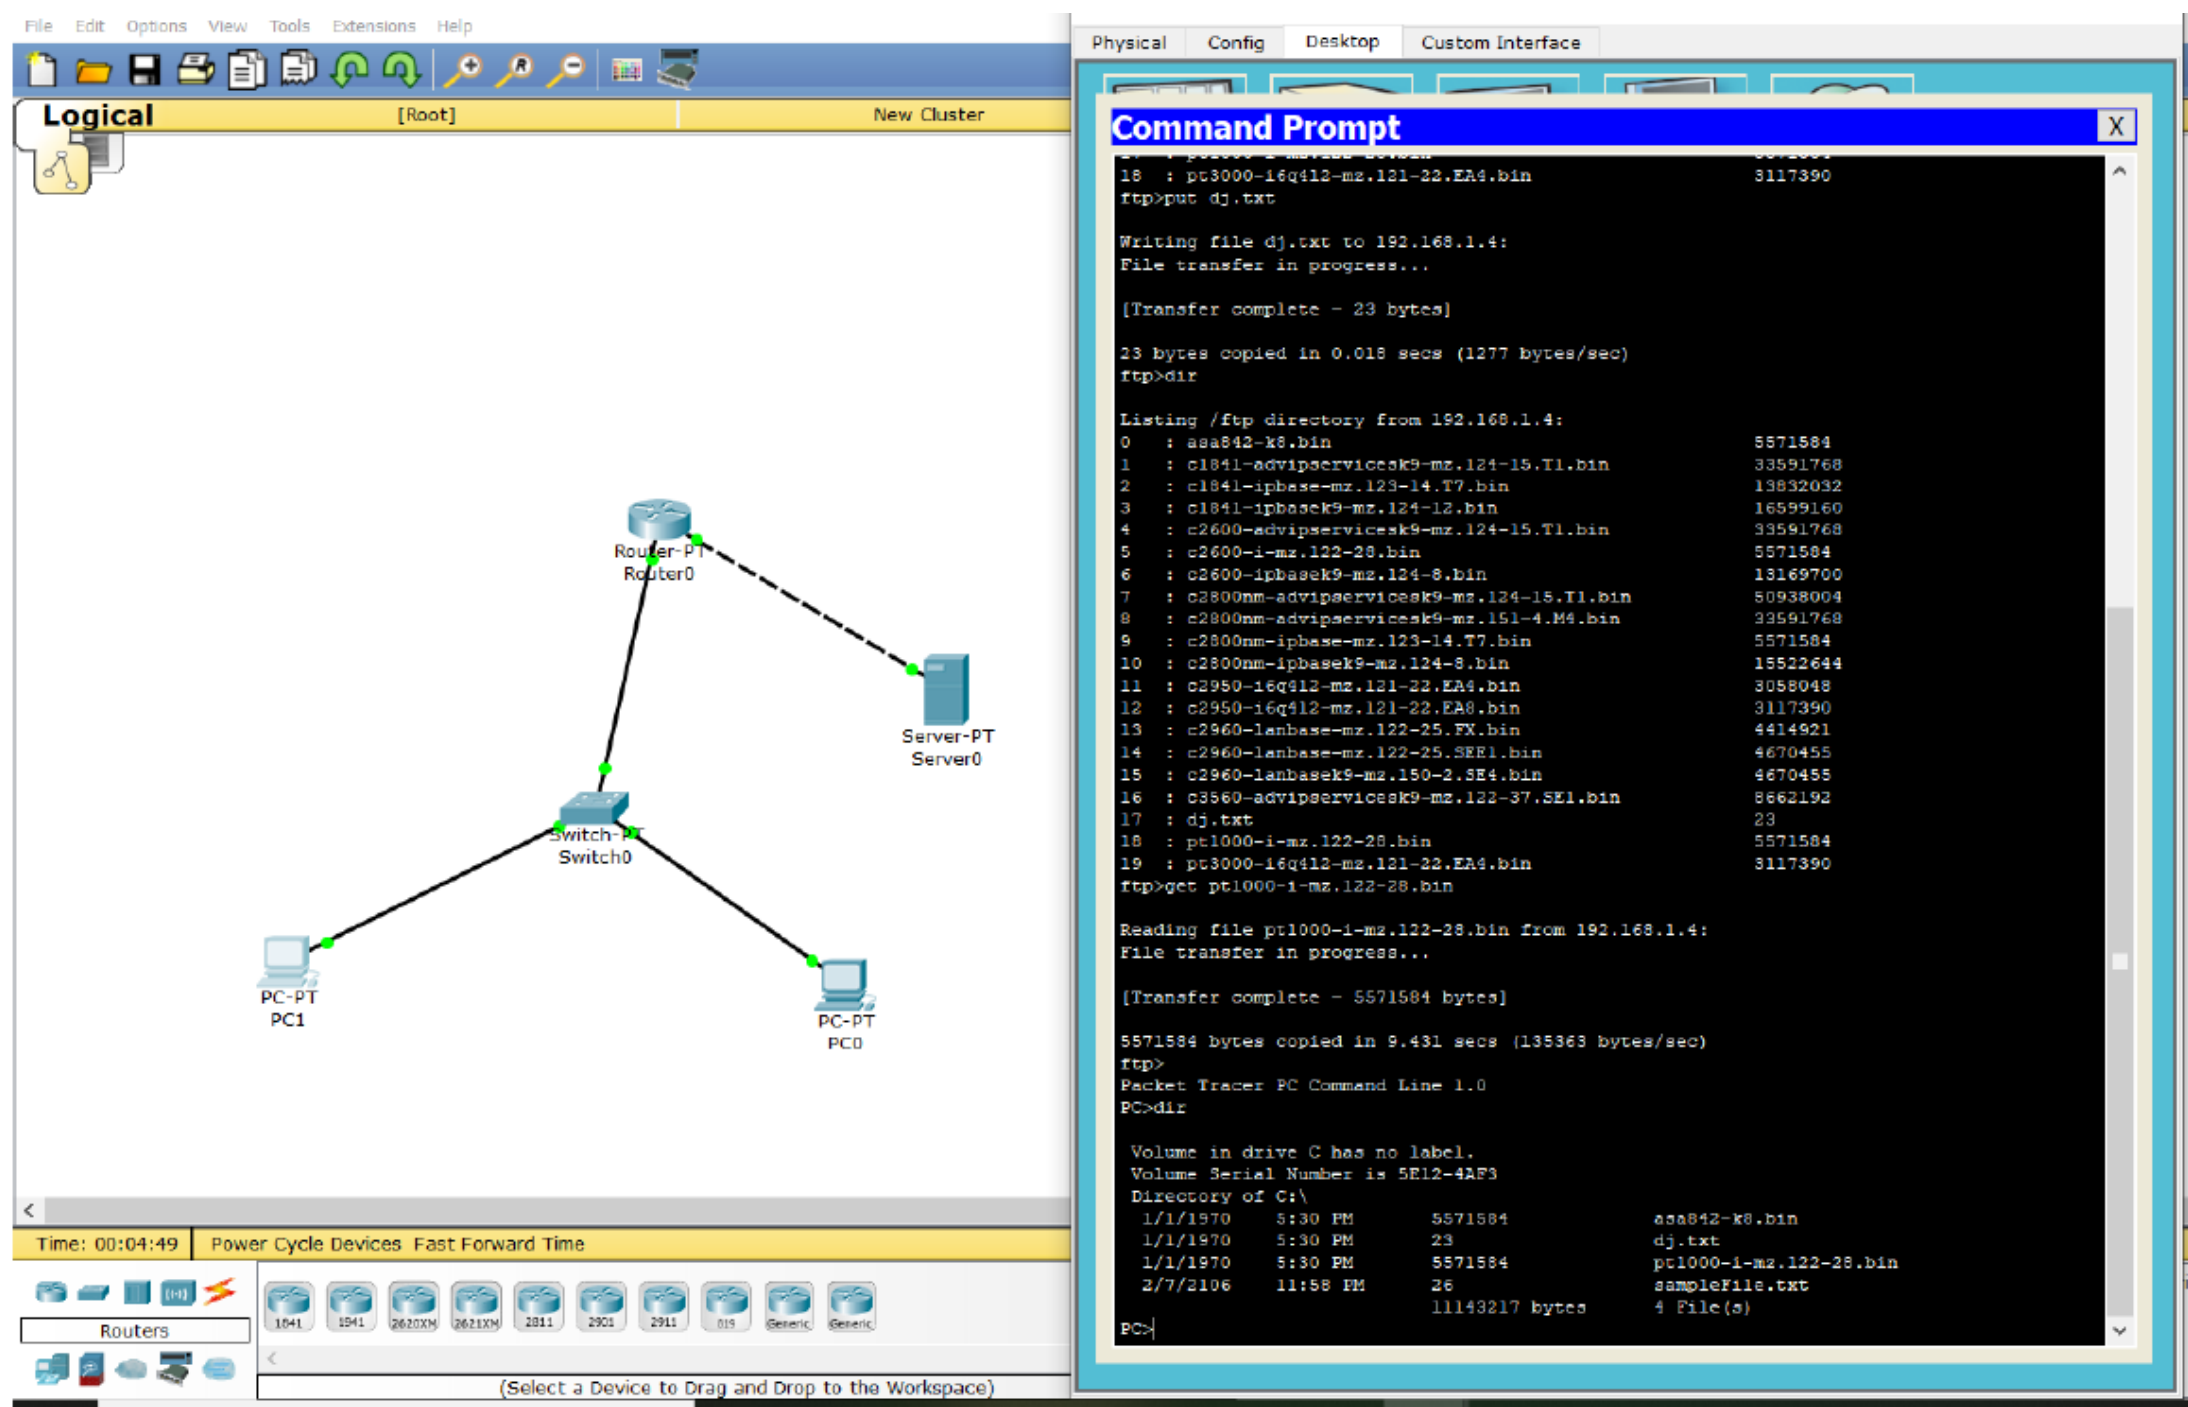 File Edit Options View Tools Extensions Help
Logical [Root] New Cluster
Router-PT
Router0
Server-PT
Server0
Switch-PT
Switch0
PC-PT
PC1
PC-PT
PC0
Time: 00:04:49 Power Cycle Devices Fast Forward Time
Routers
1841 1941 2620XM 2621XM 2811 2901 2911 819 Generic Generic
(Select a Device to Drag and Drop to the Workspace)
Physical Config Desktop Custom Interface
Command Prompt X
18 : pt3000-i6q4l2-mz.121-22.EA4.bin 3117390
ftp>put dj.txt
Writing file dj.txt to 192.168.1.4:
File transfer in progress...
[Transfer complete - 23 bytes]
23 bytes copied in 0.018 secs (1277 bytes/sec)
ftp>dir
Listing /ftp directory from 192.168.1.4:
0 : asa842-k8.bin 5571584
1 : c1841-advipservicesk9-mz.124-15.T1.bin 33591768
2 : c1841-ipbase-mz.123-14.T7.bin 13832032
3 : c1841-ipbasek9-mz.124-12.bin 16599160
4 : c2600-advipservicesk9-mz.124-15.T1.bin 33591768
5 : c2600-i-mz.122-28.bin 5571584
6 : c2600-ipbasek9-mz.124-8.bin 13169700
7 : c2800nm-advipservicesk9-mz.124-15.T1.bin 50938004
8 : c2800nm-advipservicesk9-mz.151-4.M4.bin 33591768
9 : c2800nm-ipbase-mz.123-14.T7.bin 5571584
10 : c2800nm-ipbasek9-mz.124-8.bin 15522644
11 : c2950-i6q4l2-mz.121-22.EA4.bin 3058048
12 : c2950-i6q4l2-mz.121-22.EA8.bin 3117390
13 : c2960-lanbase-mz.122-25.FX.bin 4414921
14 : c2960-lanbase-mz.122-25.SEE1.bin 4670455
15 : c2960-lanbasek9-mz.150-2.SE4.bin 4670455
16 : c3560-advipservicesk9-mz.122-37.SE1.bin 8662192
17 : dj.txt 23
18 : pt1000-i-mz.122-28.bin 5571584
19 : pt3000-i6q4l2-mz.121-22.EA4.bin 3117390
ftp>get pt1000-i-mz.122-28.bin
Reading file pt1000-i-mz.122-28.bin from 192.168.1.4:
File transfer in progress...
[Transfer complete - 5571584 bytes]
5571584 bytes copied in 9.431 secs (135363 bytes/sec)
ftp>
Packet Tracer PC Command Line 1.0
PC>dir
Volume in drive C has no label.
Volume Serial Number is 5E12-4AF3
Directory of C:\
1/1/1970 5:30 PM 5571584 asa842-k8.bin
1/1/1970 5:30 PM 23 dj.txt
1/1/1970 5:30 PM 5571584 pt1000-i-mz.122-28.bin
2/7/2106 11:58 PM 26 sampleFile.txt
11143217 bytes 4 File(s)
PC>